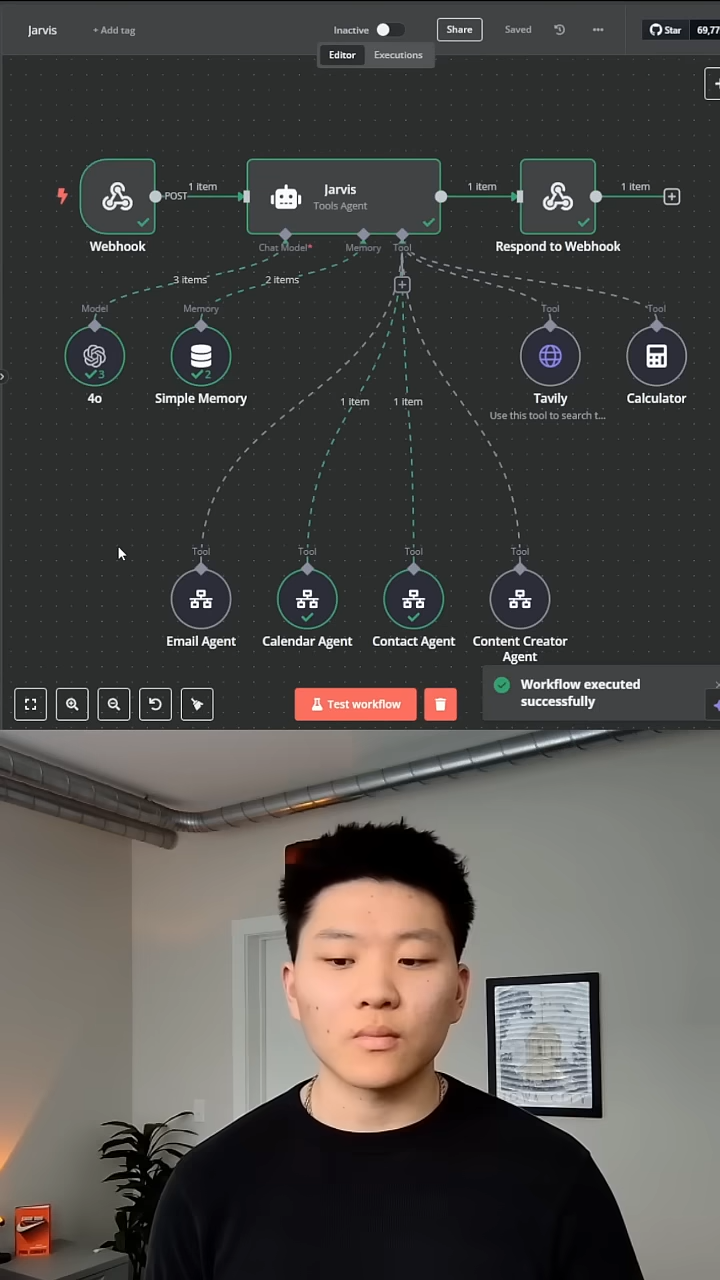 Jarvis
+ Add tag
Inactive
Share
Saved
Star
69,77
Editor
Executions
POST
1 item
Jarvis
Tools Agent
1 item
1 item
Webhook
Chat Model*
Memory
Tool
Respond to Webhook
3 items
2 items
Model
Memory
Tool
Tool
3
2
4o
Simple Memory
Tavily
Calculator
Use this tool to search t...
1 item
1 item
Tool
Tool
Tool
Tool
Email Agent
Calendar Agent
Contact Agent
Content Creator
Agent
Test workflow
Workflow executed
successfully